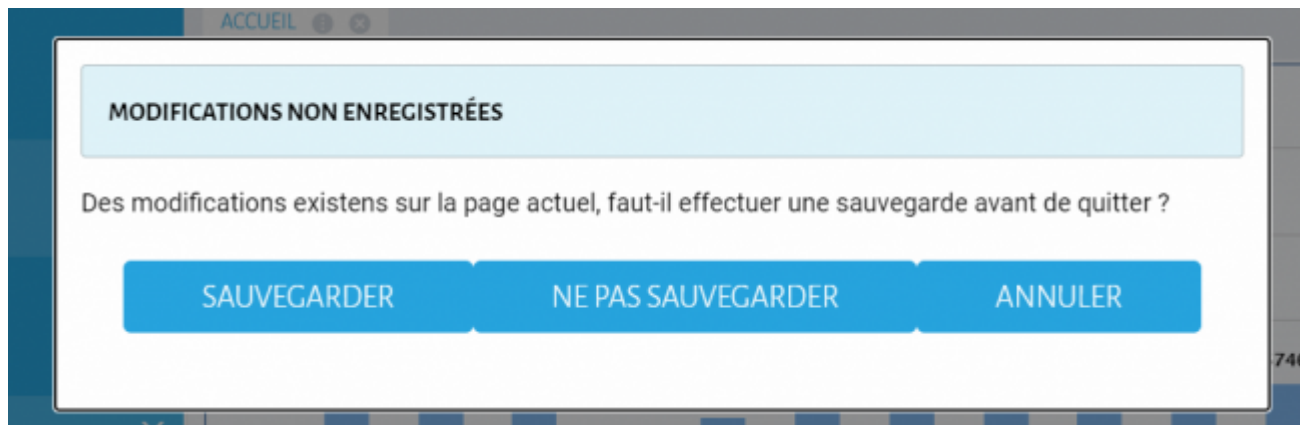 ACCUEIL
MODIFICATIONS NON ENREGISTRÉES
Des modifications existens sur la page actuel, faut-il effectuer une sauvegarde avant de quitter ?
SAUVEGARDER NE PAS SAUVEGARDER ANNULER